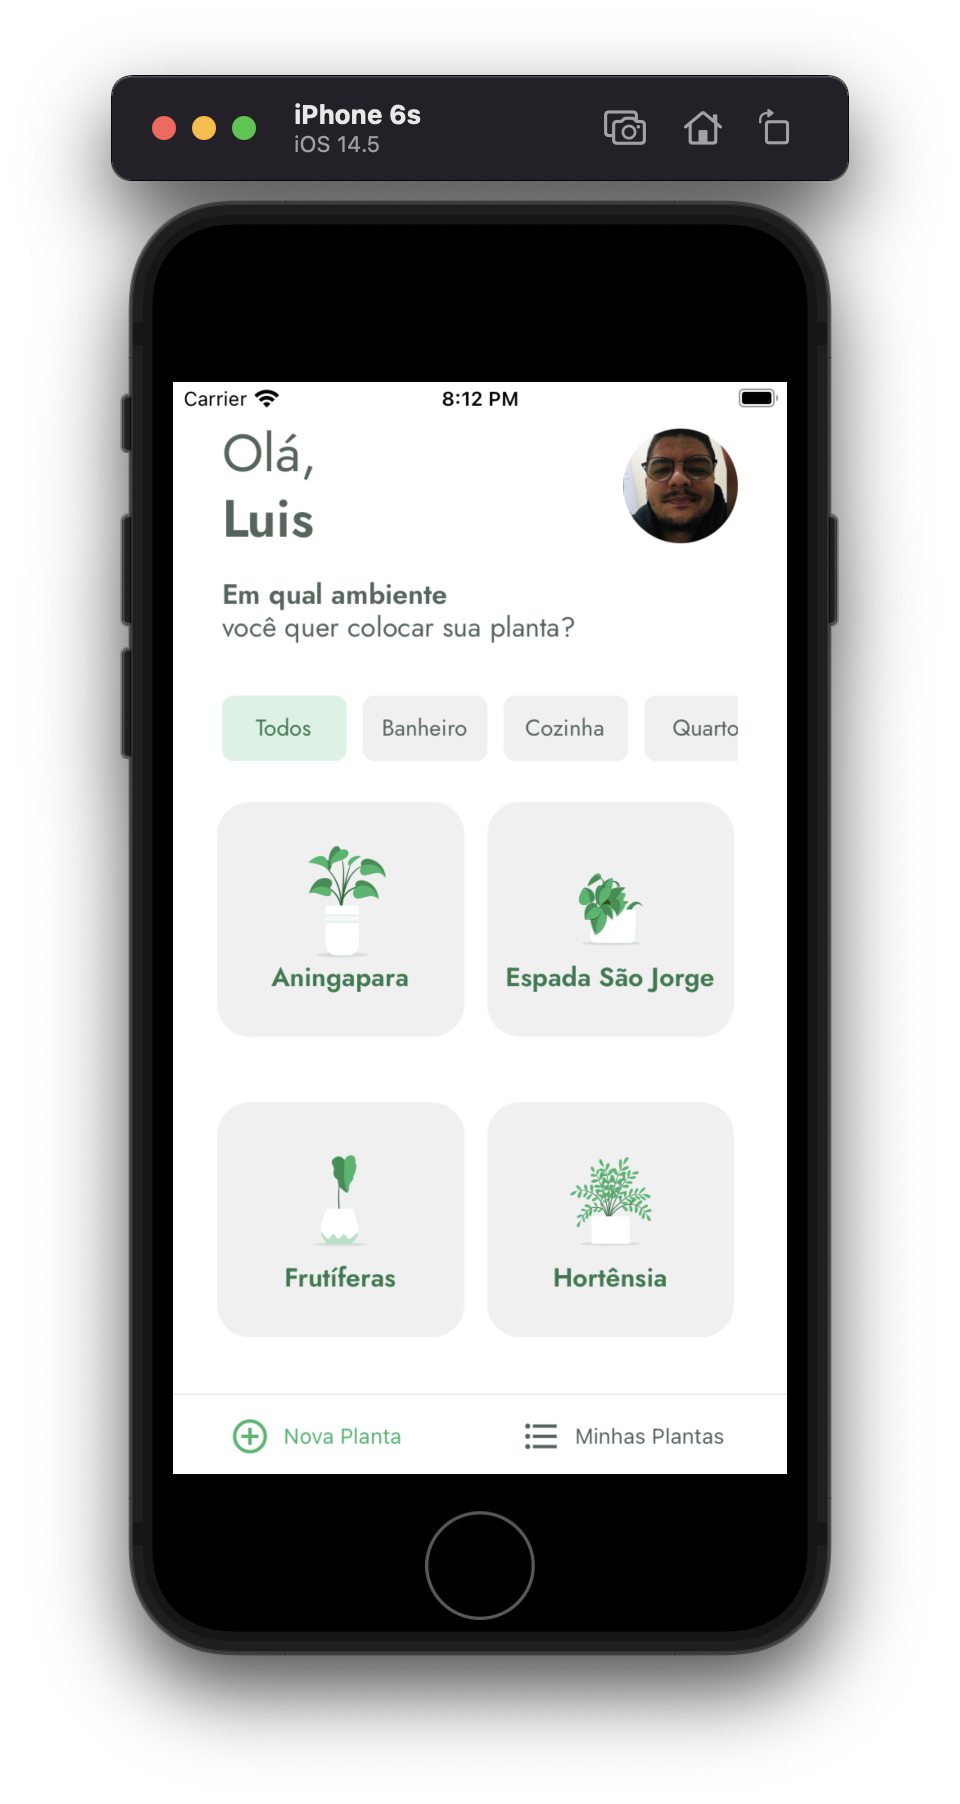 iPhone 6s
iOS 14.5
Carrier 8:12 PM
Olá,
Luis
Em qual ambiente
você quer colocar sua planta?
Todos Banheiro Cozinha Quarto
Aningapara Espada São Jorge
Frutíferas Hortênsia
Nova Planta Minhas Plantas